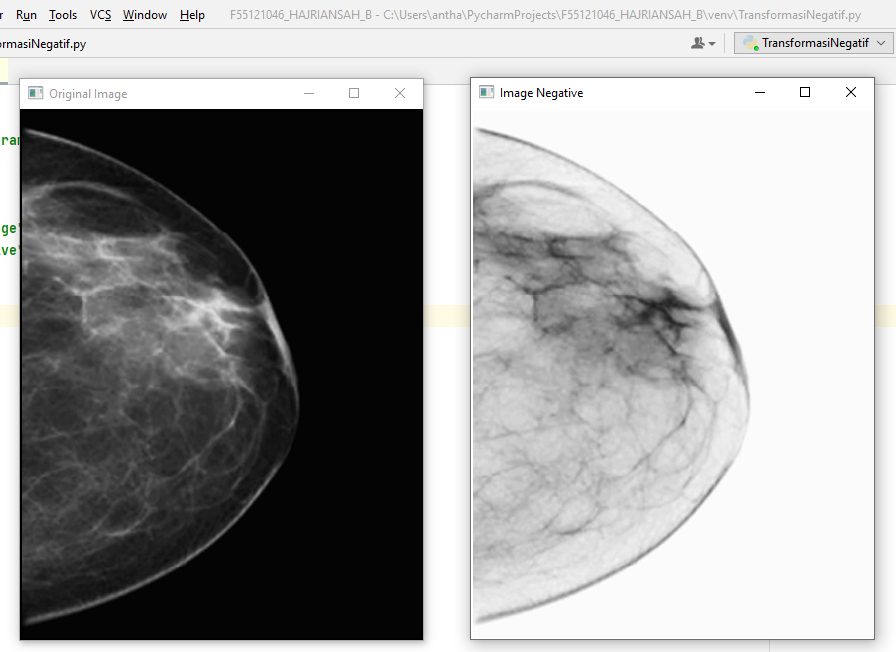 r Run Tools VCS Window Help F55121046_HAJRIANSAH_B - C:\Users\antha\PycharmProjects\F55121046_HAJRIANSAH_B\venv\TransformasiNegatif.py
ormasiNegatif.py TransformasiNegatif
Original Image Image Negative
ran
ge'
ve'